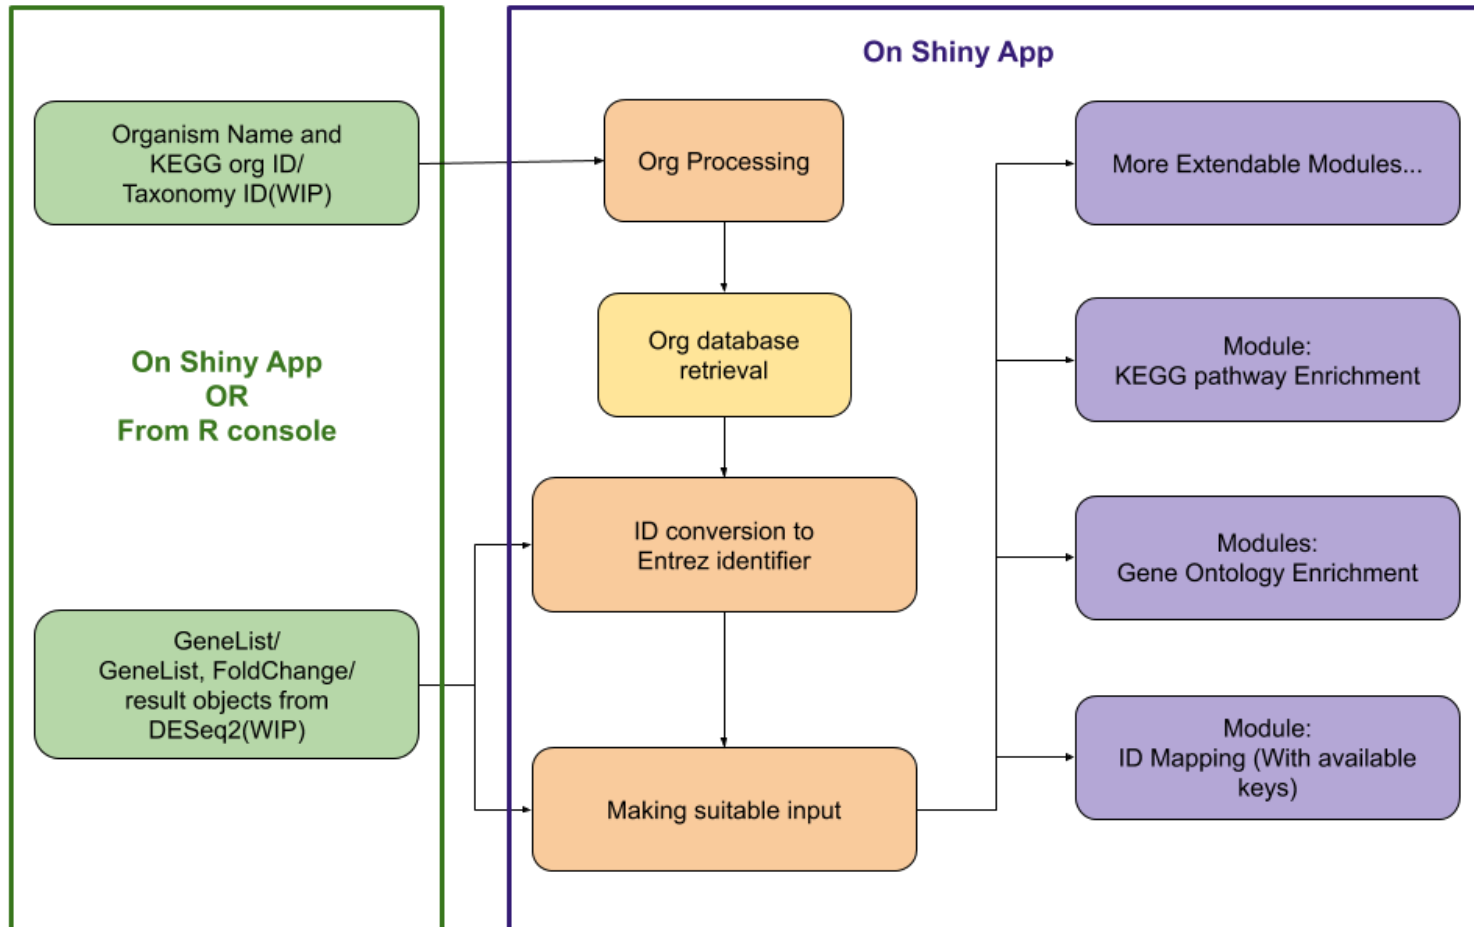 On Shiny App
Organism Name and
KEGG org ID/
Taxonomy ID(WIP)
On Shiny App
OR
From R console
GeneList/
GeneList, FoldChange/
result objects from
DESeq2(WIP)
Org Processing
Org database
retrieval
ID conversion to
Entrez identifier
Making suitable input
More Extendable Modules...
Module:
KEGG pathway Enrichment
Modules:
Gene Ontology Enrichment
Module:
ID Mapping (With available
keys)